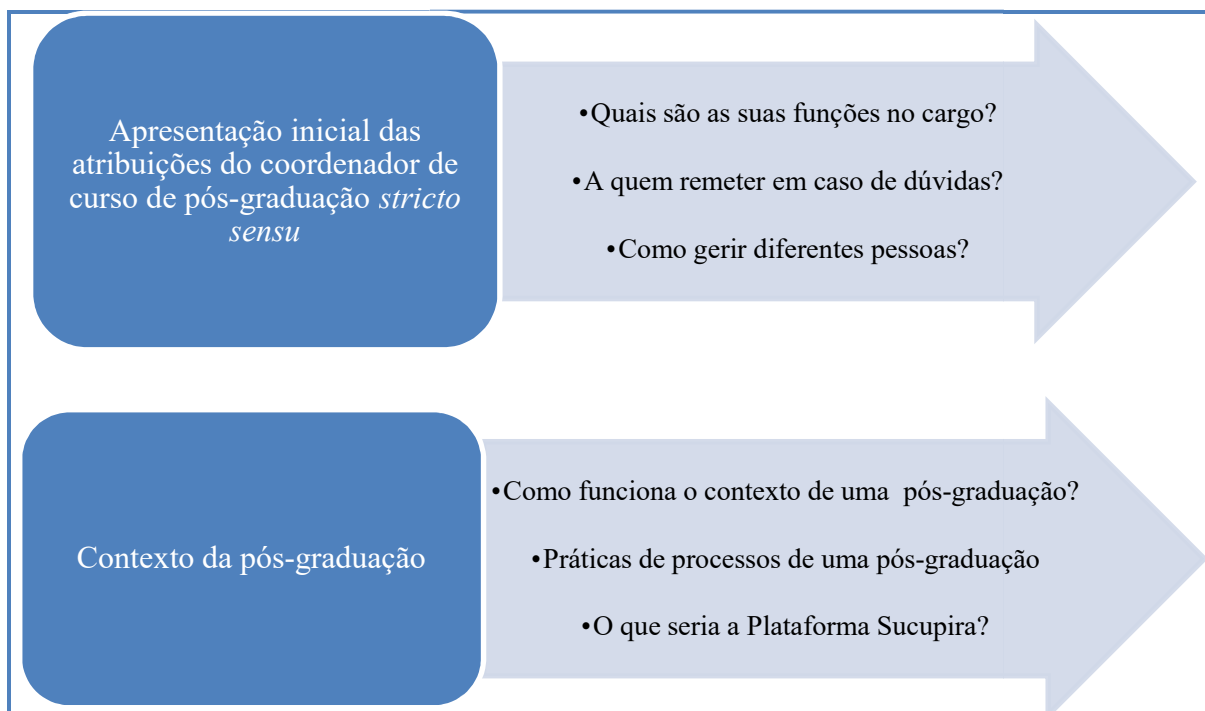 Apresentação inicial das
atribuições do coordenador de
curso de pós-graduação stricto
sensu
•Quais são as suas funções no cargo?
•A quem remeter em caso de dúvidas?
•Como gerir diferentes pessoas?
Contexto da pós-graduação
•Como funciona o contexto de uma  pós-graduação?
•Práticas de processos de uma pós-graduação
•O que seria a Plataforma Sucupira?